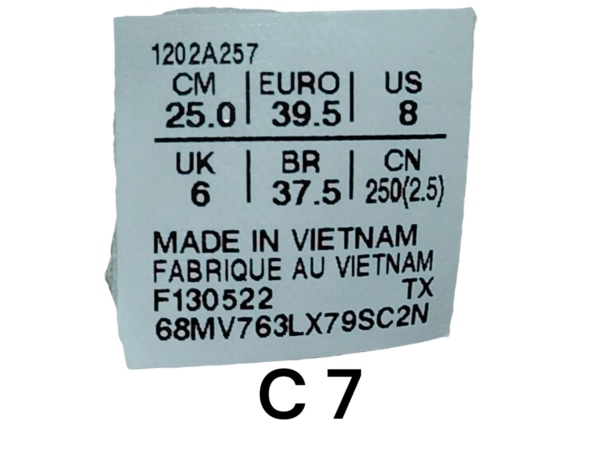 1202A257
CM | EURO | US
25.0 | 39.5 | 8
UK | BR | CN
6 | 37.5 | 250(2.5)
MADE IN VIETNAM
FABRIQUE AU VIETNAM
F130522 TX
68MV763LX79SC2N
C 7